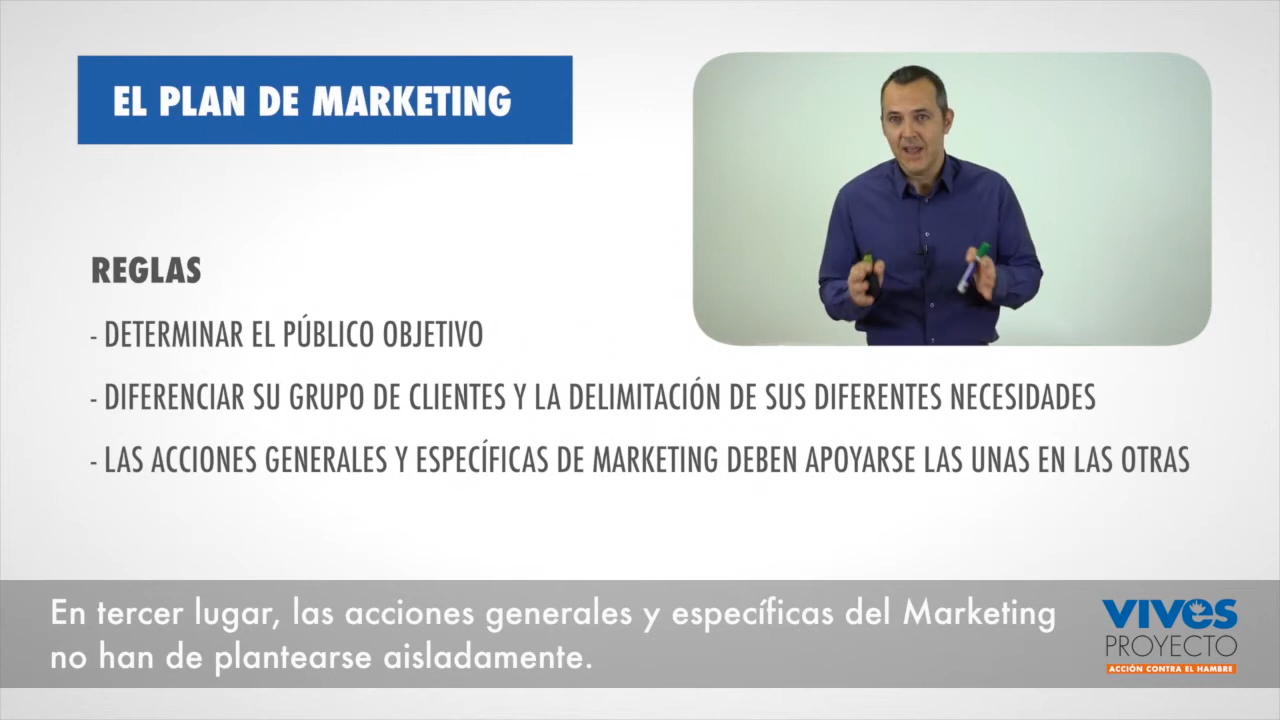 EL PLAN DE MARKETING
REGLAS
- DETERMINAR EL PÚBLICO OBJETIVO
- DIFERENCIAR SU GRUPO DE CLIENTES Y LA DELIMITACIÓN DE SUS DIFERENTES NECESIDADES
- LAS ACCIONES GENERALES Y ESPECÍFICAS DE MARKETING DEBEN APOYARSE LAS UNAS EN LAS OTRAS
En tercer lugar, las acciones generales y específicas del Marketing
no han de plantearse aisladamente.
VIVES
PROYECTO
ACCIÓN CONTRA EL HAMBRE